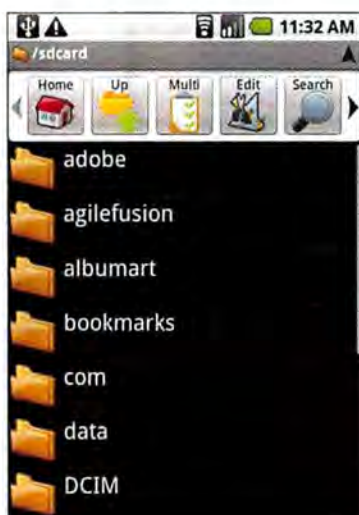 11:32 AM
/sdcard
Home Up Multi Edit Search
adobe
agilefusion
albumart
bookmarks
com
data
DCIM